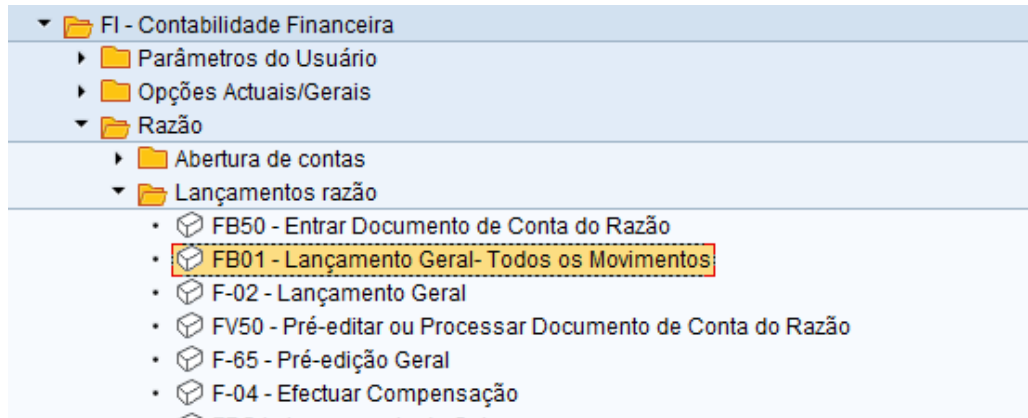 FI - Contabilidade Financeira
Parâmetros do Usuário
Opções Actuais/Gerais
Razão
Abertura de contas
Lançamentos razão
FB50 - Entrar Documento de Conta do Razão
FB01 - Lançamento Geral- Todos os Movimentos
F-02 - Lançamento Geral
FV50 - Pré-editar ou Processar Documento de Conta do Razão
F-65 - Pré-edição Geral
F-04 - Efectuar Compensação